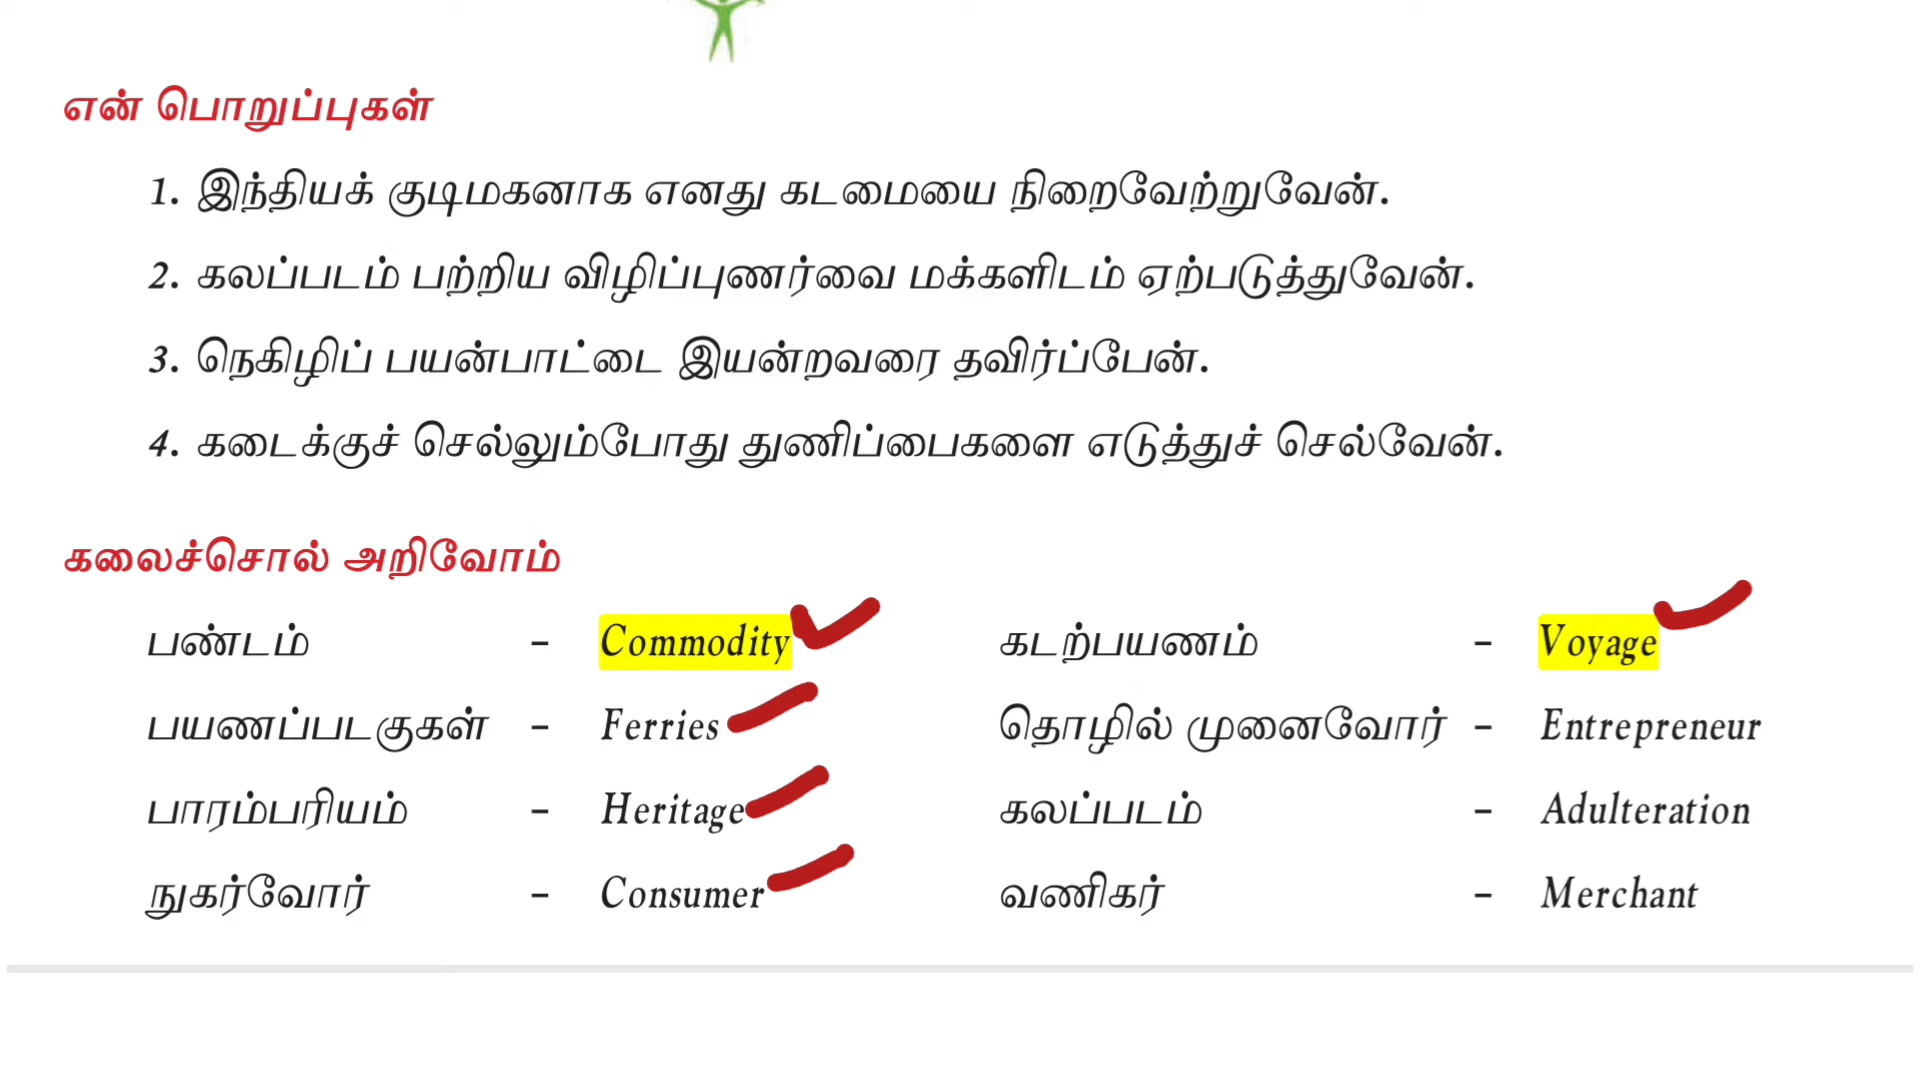 என் பொறுப்புகள்
1. இந்தியக் குடிமகனாக எனது கடமையை நிறைவேற்றுவேன்.
2. கலப்படம் பற்றிய விழிப்புணர்வை மக்களிடம் ஏற்படுத்துவேன்.
3. நெகிழிப் பயன்பாட்டை இயன்றவரை தவிர்ப்பேன்.
4. கடைக்குச் செல்லும்போது துணிப்பைகளை எடுத்துச் செல்வேன்.
கலைச்சொல் அறிவோம்
பண்டம் – Commodity கடற்பயணம் – Voyage
பயணப்படகுகள் – Ferries தொழில் முனைவோர் – Entrepreneur
பாரம்பரியம் – Heritage கலப்படம் – Adulteration
நுகர்வோர் – Consumer வணிகர் – Merchant